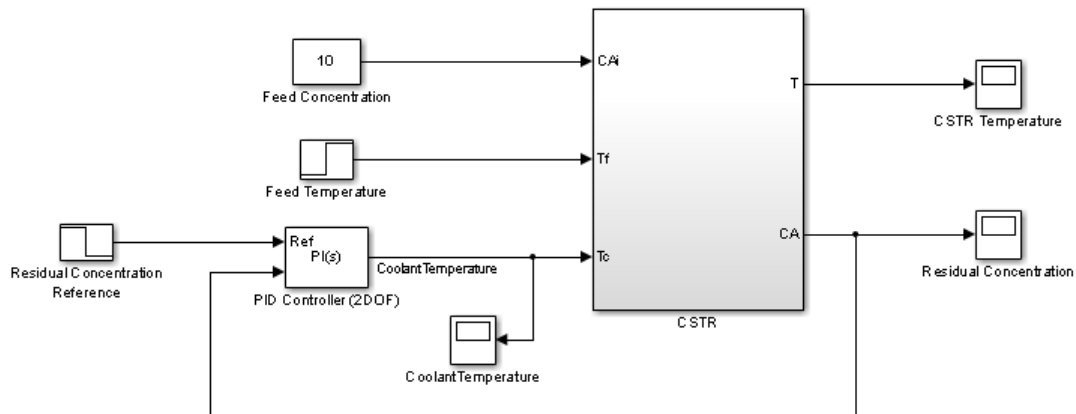 10
Feed Concentration
CAi
T
CSTR Temperature
Feed Temperature
Tf
Residual Concentration
Reference
Ref
PI(s)
PID Controller (2DOF)
CoolantTemperature
Tc
CA
Residual Concentration
CoolantTemperature
CSTR